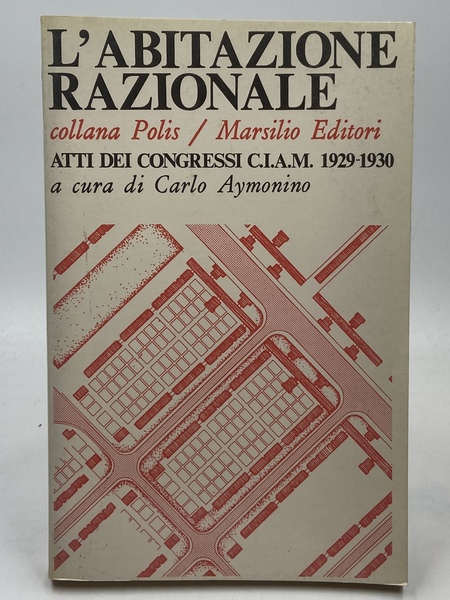 L'ABITAZIONE
RAZIONALE
collana Polis / Marsilio Editori
ATTI DEI CONGRESSI C.I.A.M. 1929-1930
a cura di Carlo Aymonino